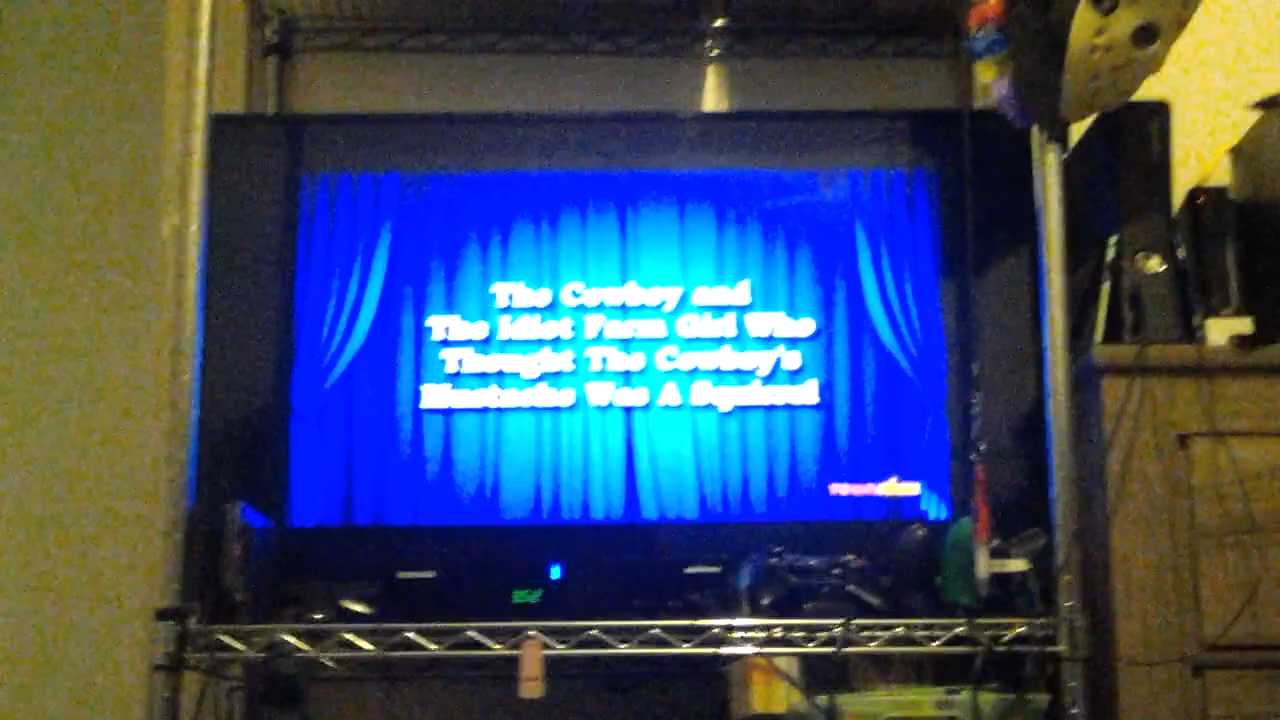 The Cowboy and
The Idiot Farm Girl Who
Thought The Cowboy's
Mustache Was A Squirrel